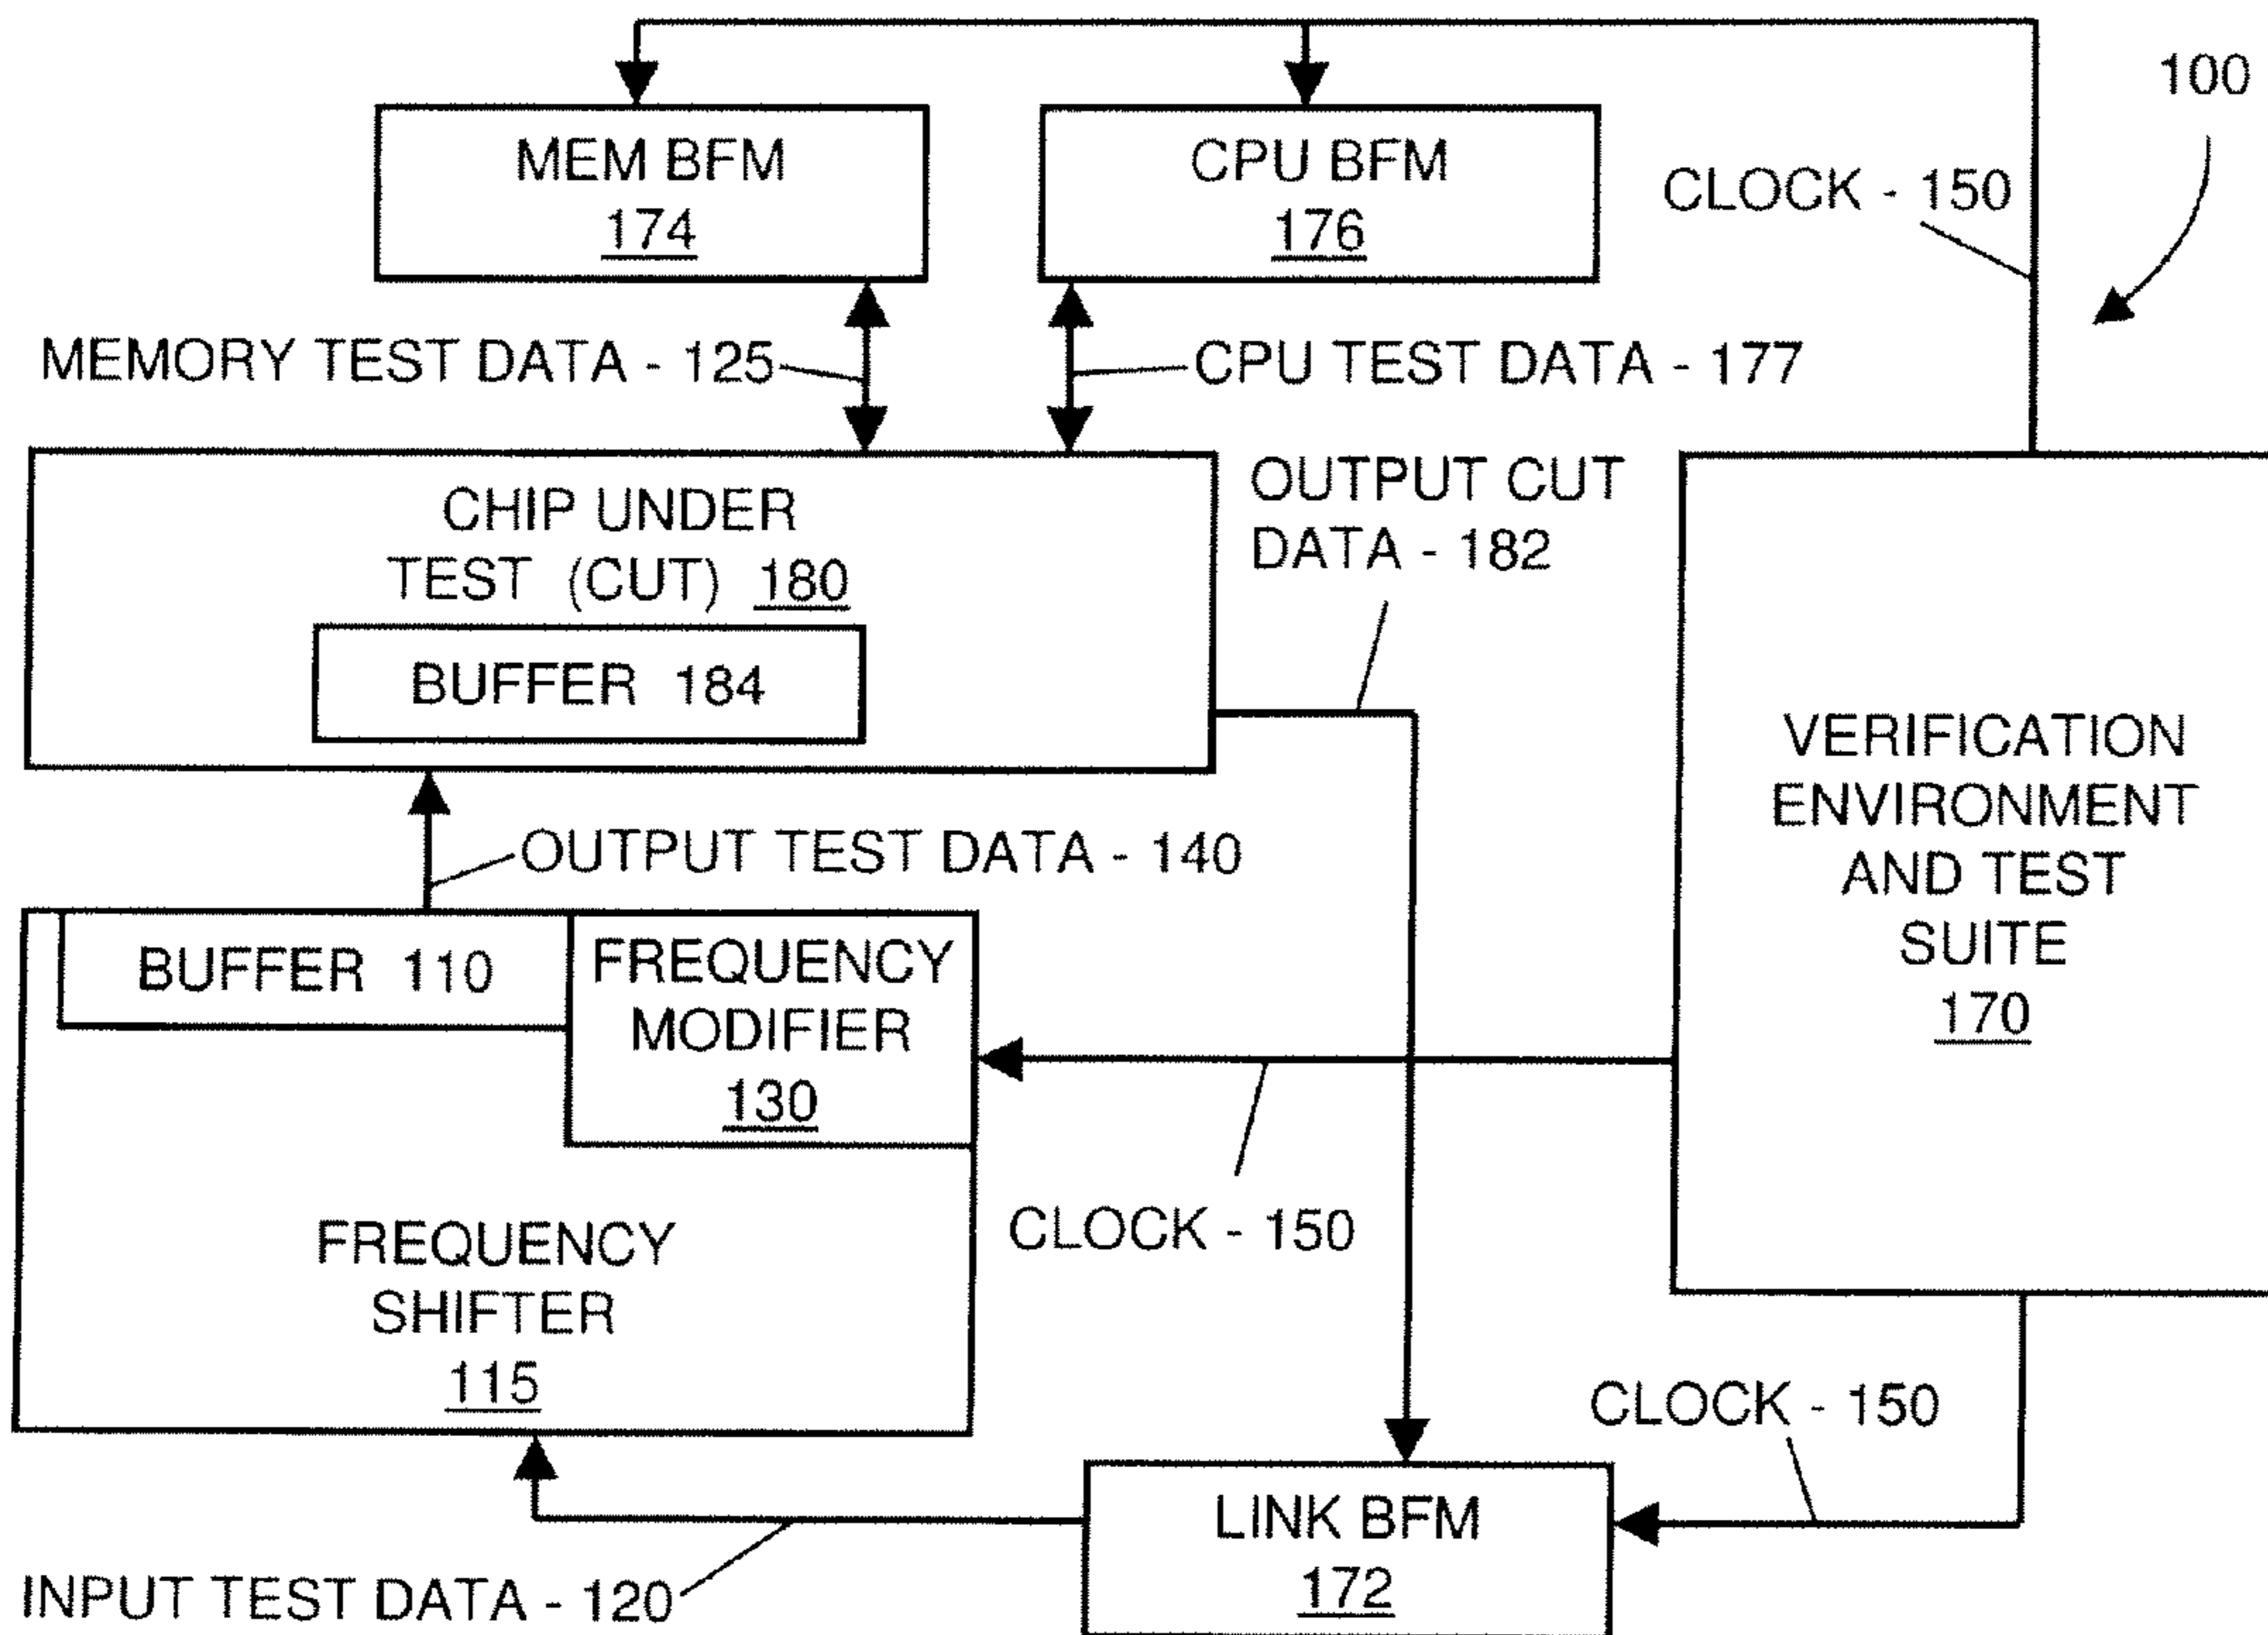 100
MEM BFM
174
CPU BFM
176
CLOCK - 150
MEMORY TEST DATA - 125
CPU TEST DATA - 177
CHIP UNDER
TEST (CUT) 180
BUFFER 184
OUTPUT CUT
DATA - 182
OUTPUT TEST DATA - 140
VERIFICATION
ENVIRONMENT
AND TEST
SUITE
170
BUFFER 110
FREQUENCY
MODIFIER
130
FREQUENCY
SHIFTER
115
CLOCK - 150
CLOCK - 150
LINK BFM
172
INPUT TEST DATA - 120